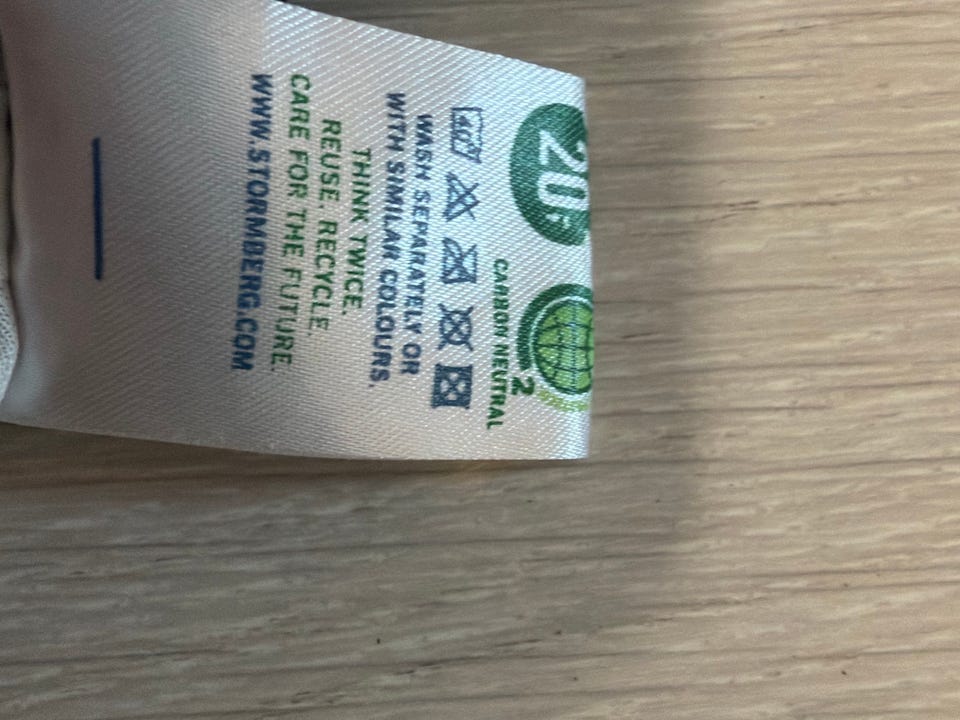 20
2
CARBON NEUTRAL
40°
WASH SEPARATELY OR
WITH SIMILAR COLOURS.
THINK TWICE.
REUSE. RECYCLE.
CARE FOR THE FUTURE.
WWW.STORMBERG.COM